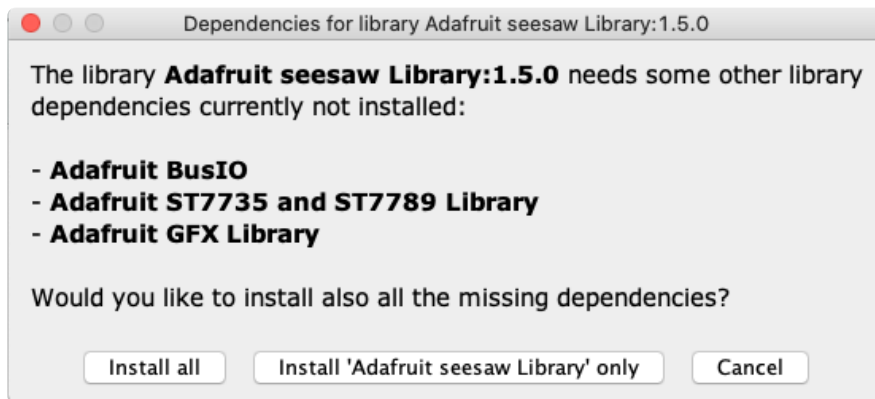 Dependencies for library Adafruit seesaw Library:1.5.0
The library Adafruit seesaw Library:1.5.0 needs some other library
dependencies currently not installed:
- Adafruit BusIO
- Adafruit ST7735 and ST7789 Library
- Adafruit GFX Library
Would you like to install also all the missing dependencies?
Install all
Install 'Adafruit seesaw Library' only
Cancel